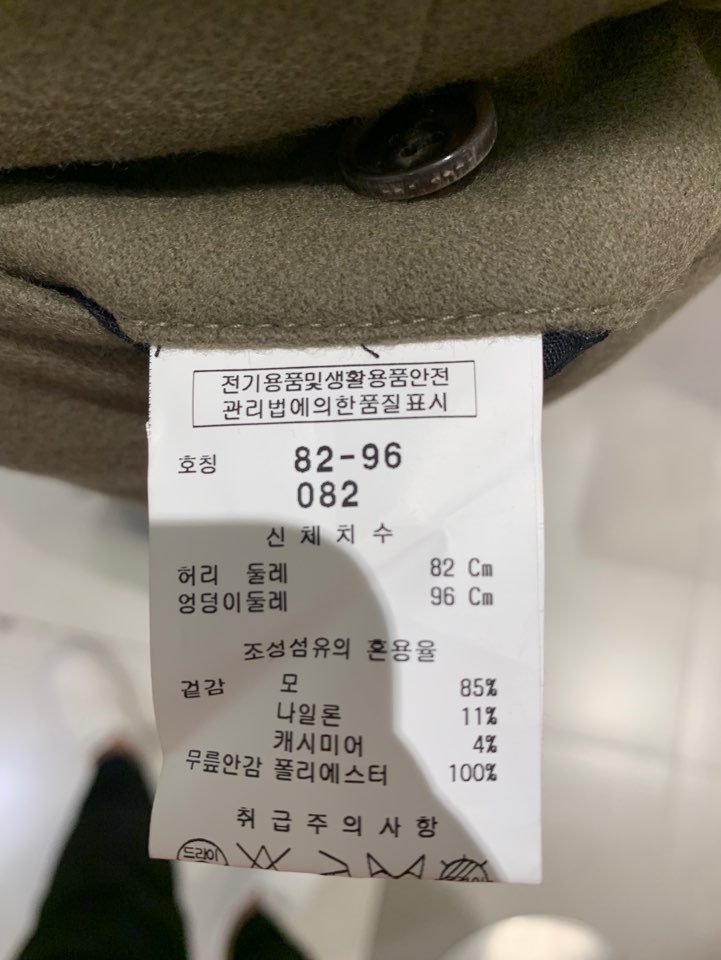 전기용품및생활용품안전
관리법에의한품질표시
호칭 82-96
082
신체치수
허리 둘레 82 Cm
엉덩이둘레 96 Cm
조성섬유의 혼용율
겉감 모 85%
나일론 11%
캐시미어 4%
무릎안감 폴리에스터 100%
취급주의사항
드라이